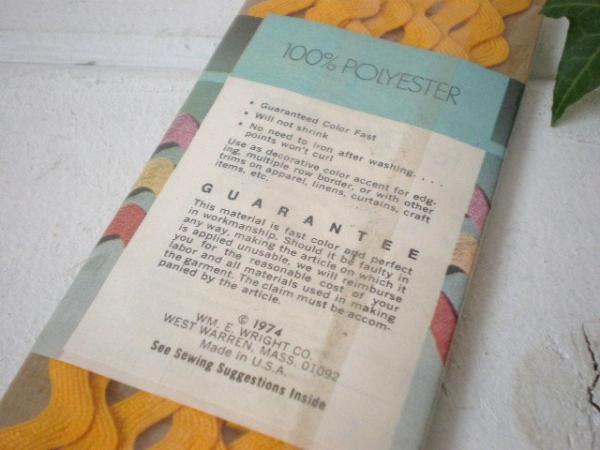 100% POLYESTER
• Guaranteed Color Fast
• Will not shrink
• No need to iron after washing. . . .
points won't curl
Use as decorative color accent for edg-
ing, multiple row border, or with other
trims on apparel, linens, curtains, craft
items, etc.
GUARANTEE
This material is fast color and perfect
in workmanship. Should it be faulty in
any way, making the article on which it
is applied unusable, we will reimburse
you for the reasonable cost of your
labor and all materials used in making
the garment. The claim must be accom-
panied by the article.
© 1974
WM. E. WRIGHT CO.
WEST WARREN, MASS. 01092
Made in U.S.A.
See Sewing Suggestions Inside